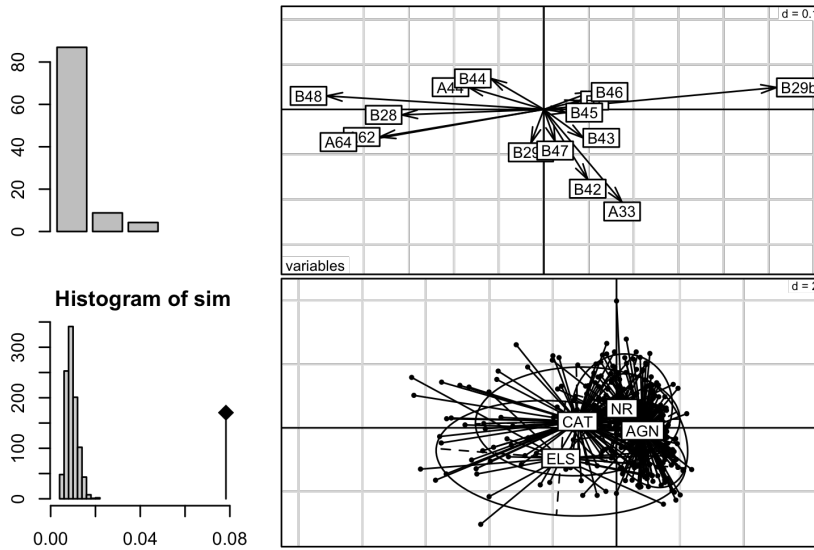 80
60
40
20
0
d = 0.1
B44
A44
B48
B28
62
A64
B46
B29b
B45
B43
B29
B47
B42
A33
variables
Histogram of sim
300
200
100
0
0.00
0.04
0.08
d = 2
NR
CAT
AGN
ELS